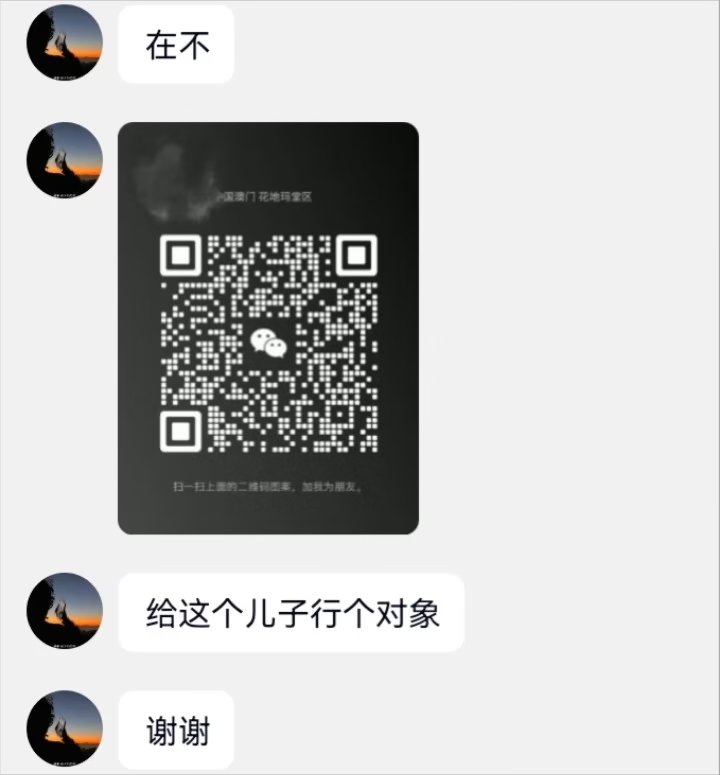 在不
国澳门 花地玛堂区
扫一扫上面的二维码图案，加我为朋友。
给这个儿子行个对象
谢谢